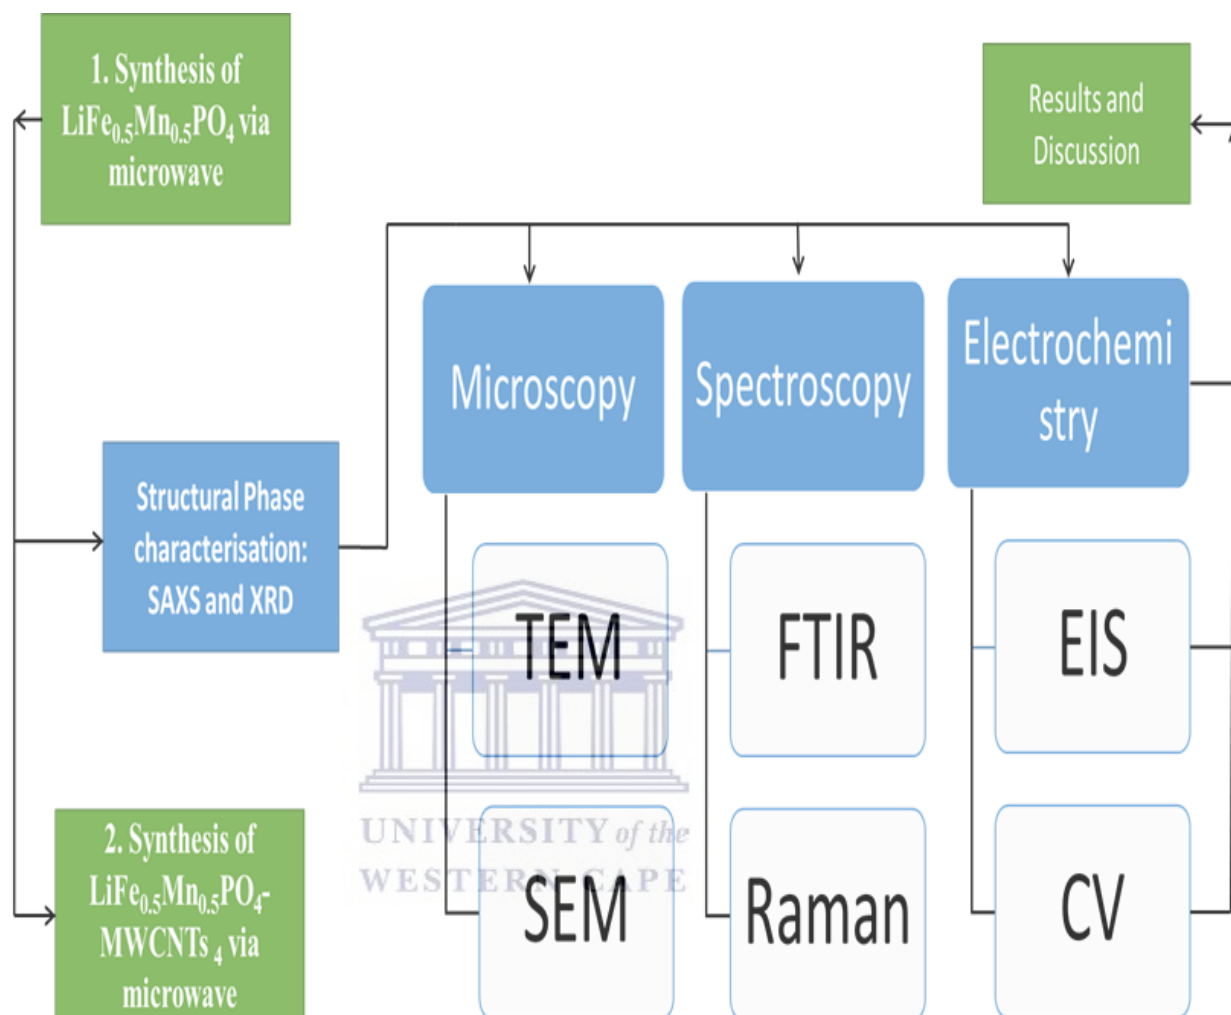 1. Synthesis of
LiFe₀.₅Mn₀.₅PO₄ via
microwave
Results and
Discussion
Microscopy
Spectroscopy
Electrochemi
stry
Structural Phase
characterisation:
SAXS and XRD
TEM
FTIR
EIS
UNIVERSITY of the
WESTERN CAPE
2. Synthesis of
LiFe₀.₅Mn₀.₅PO₄-
MWCNTs ₄ via
microwave
SEM
Raman
CV